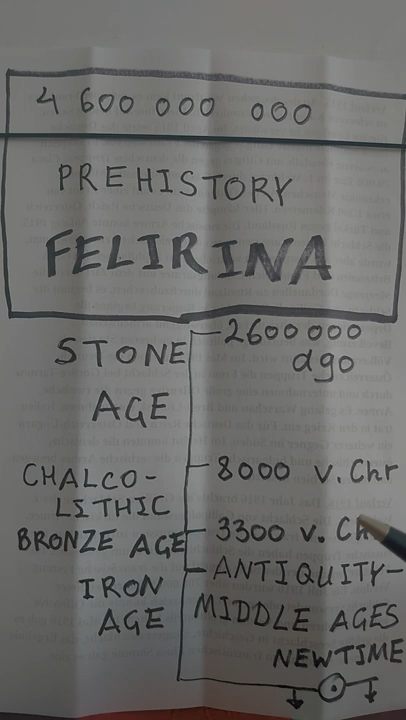 4 600 000 000
PREHISTORY
FELIRINA
2600000
STONE
ago
AGE
8000 v. Chr
CHALCO-
LITHIC
3300 v. Ch
BRONZE AGE
ANTIQUITY-
IRON
AGE
MIDDLE AGES
NEWTIME